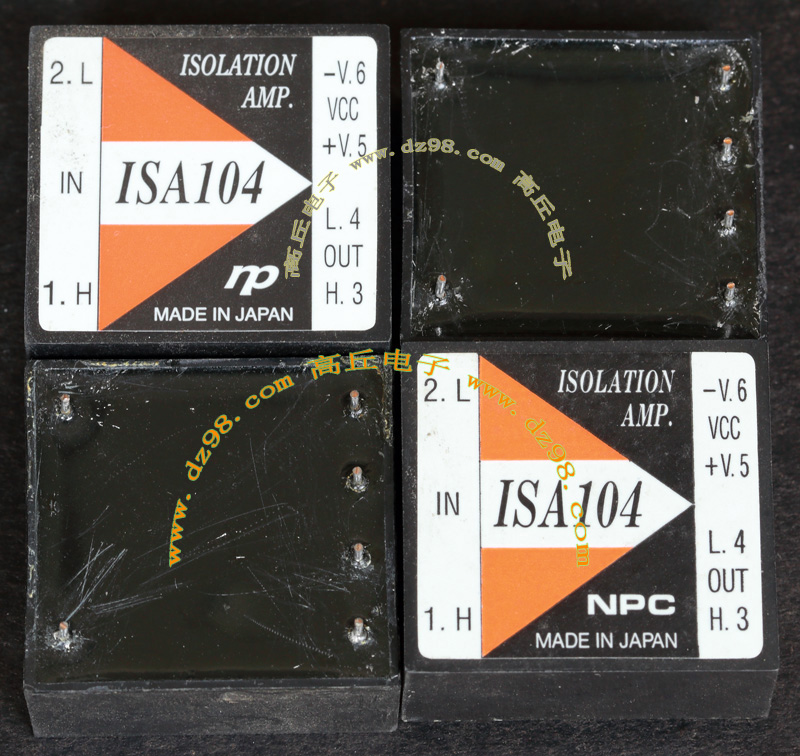 2. L
ISOLATION
AMP.
-V.6
VCC
+V.5
IN
ISA104
L. 4
OUT
1. H
np
H. 3
MADE IN JAPAN
高丘电子 www.dz98.com 高丘电子
www.dz98.com 高丘电子 www.dz98.com
2. L
ISOLATION
AMP.
-V.6
VCC
+V.5
IN
ISA104
L. 4
OUT
1. H
NPC
H. 3
MADE IN JAPAN